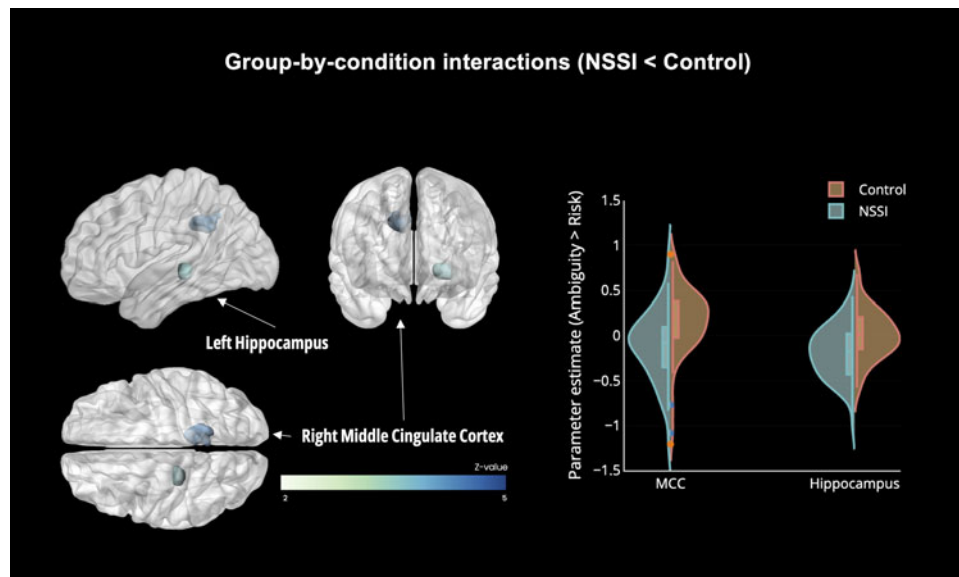 Group-by-condition interactions (NSSI < Control)
Left Hippocampus
Right Middle Cingulate Cortex
Z-value
2
5
Control
NSSI
Parameter estimate (Ambiguity > Risk)
1.5
1
0.5
0
−0.5
−1
−1.5
MCC
Hippocampus